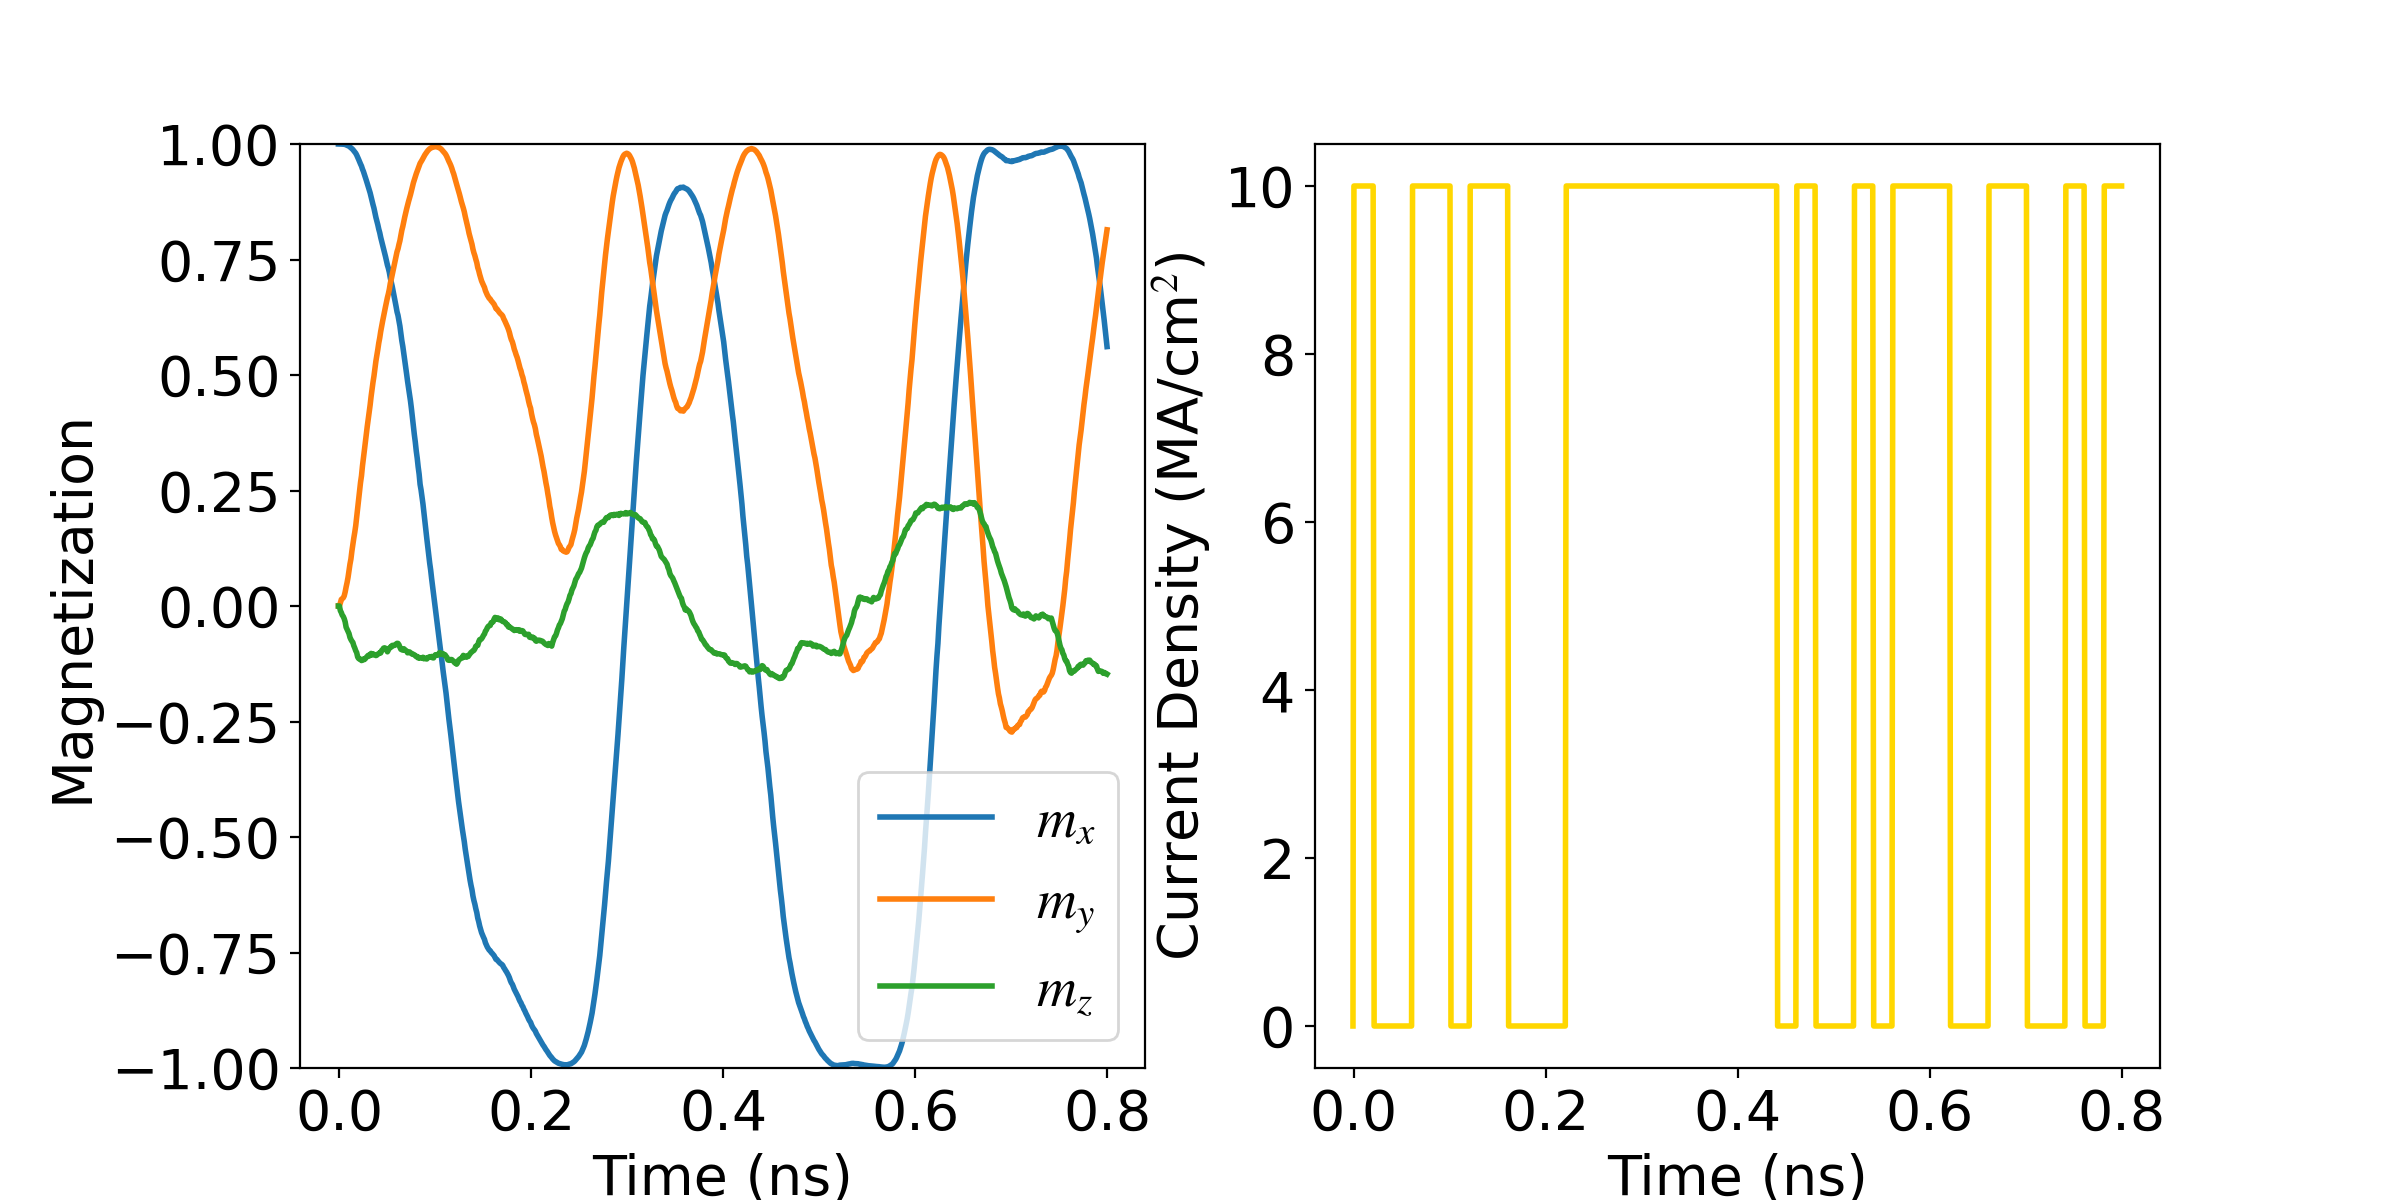 Magnetization
1.00
0.75
0.50
0.25
0.00
−0.25
−0.50
−0.75
−1.00
0.0 0.2 0.4 0.6 0.8
Time (ns)
m_x
m_y
m_z
Current Density (MA/cm²)
10
8
6
4
2
0
0.0 0.2 0.4 0.6 0.8
Time (ns)